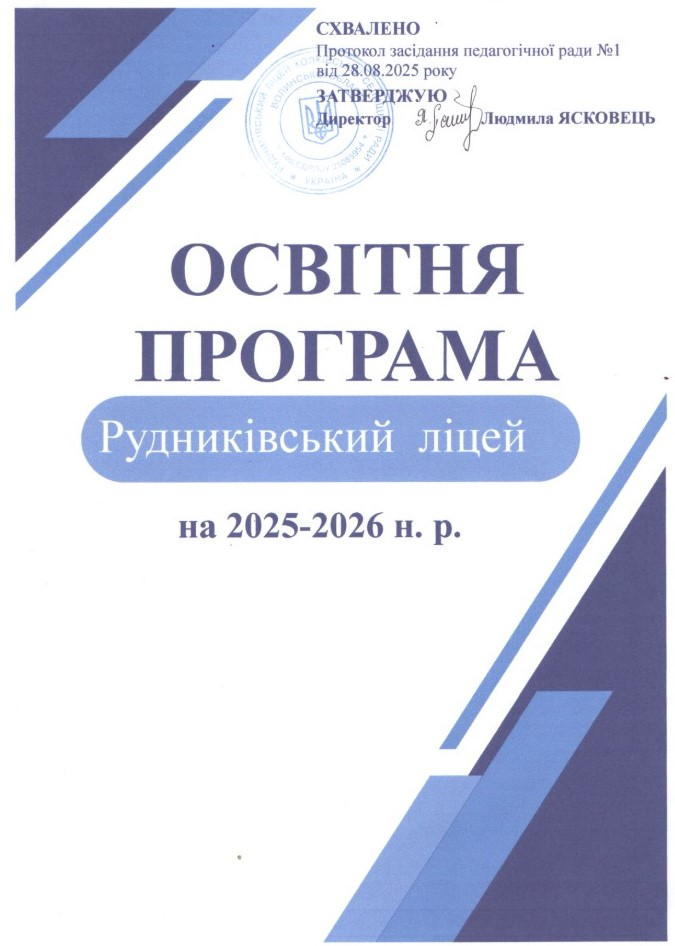 СХВАЛЕНО
Протокол засідання педагогічної ради №1
від 28.08.2025 року
ЗАТВЕРДЖУЮ
Директор Людмила ЯСКОВЕЦЬ
УКРАЇНА
ОСВІТНЯ
ПРОГРАМА
Рудниківський ліцей
на 2025-2026 н. р.